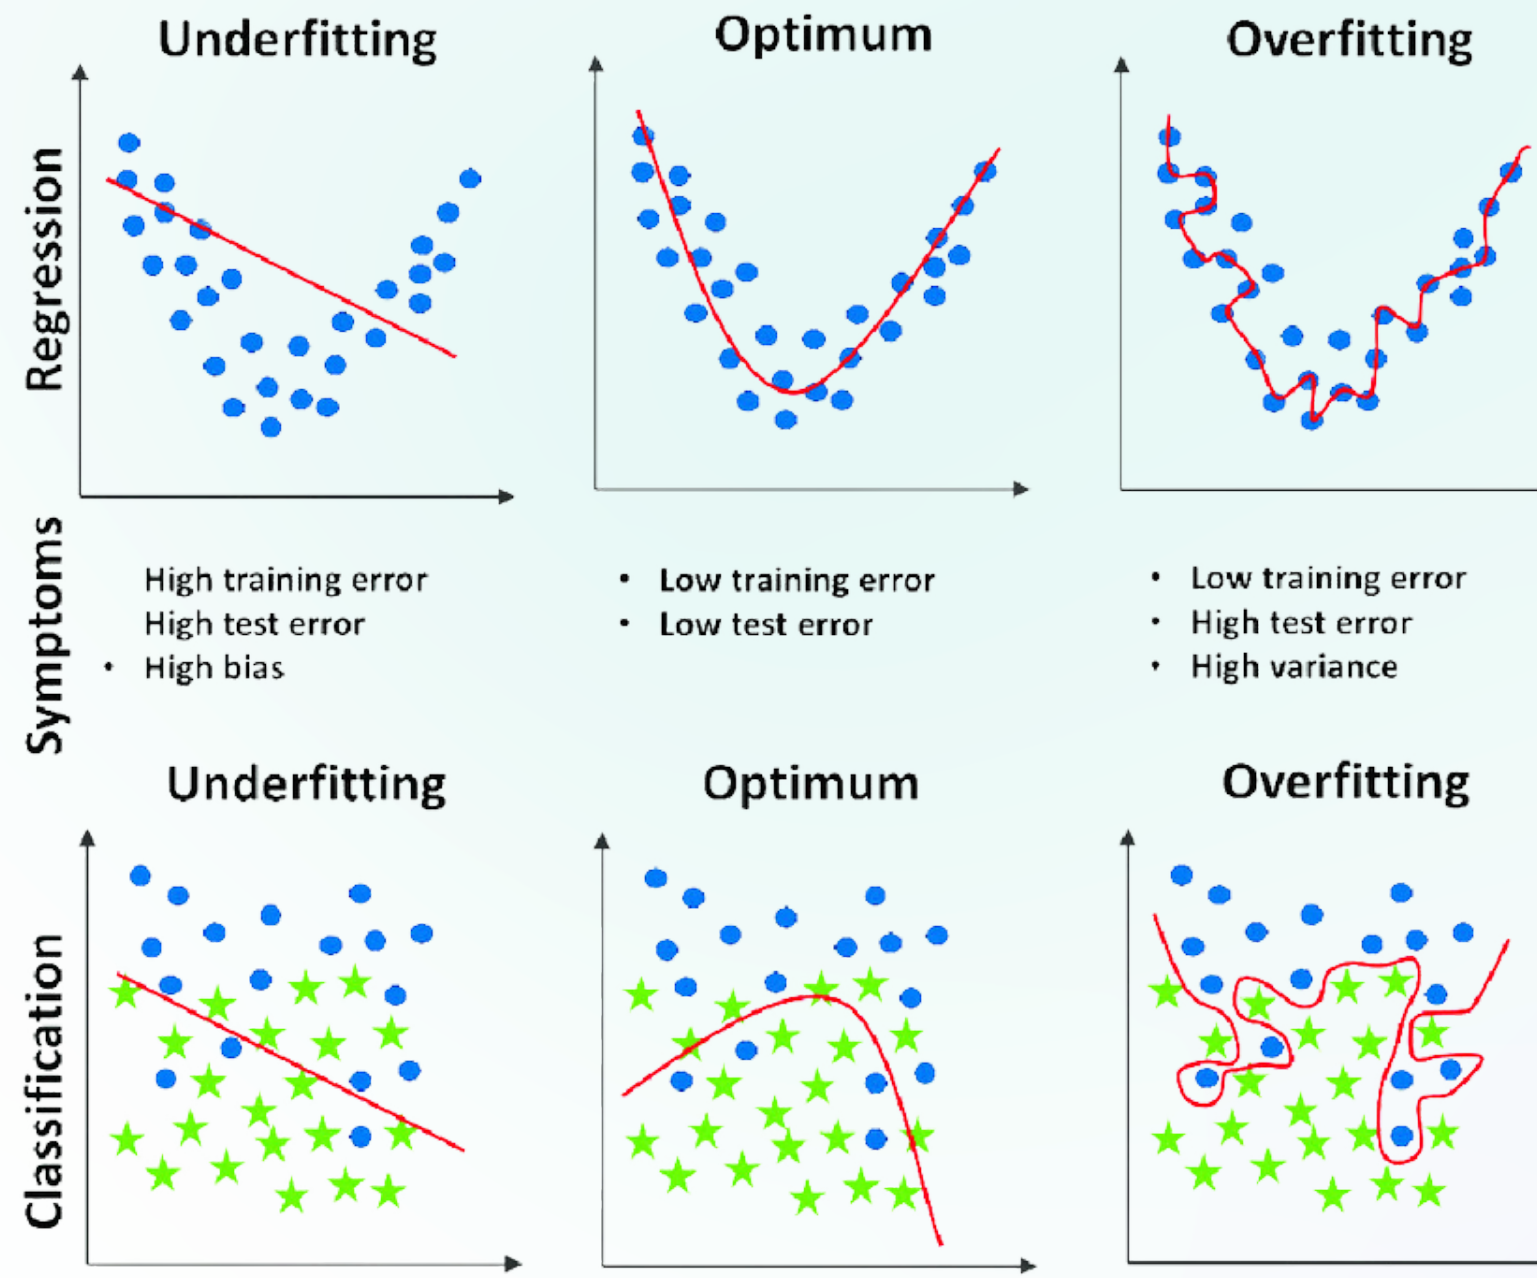 Underfitting
Optimum
Overfitting
Regression
Symptoms
High training error
High test error
• High bias
• Low training error
• Low test error
• Low training error
• High test error
• High variance
Underfitting
Optimum
Overfitting
Classification